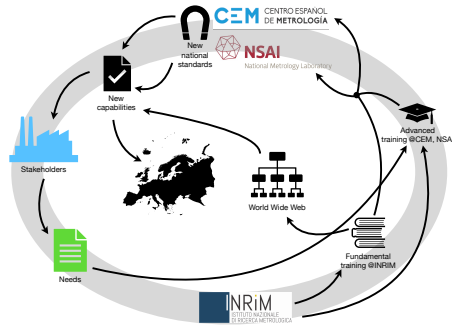 CEM CENTRO ESPAÑOL
DE METROLOGÍA
New
national
standards
NSAI
National Metrology Laboratory
New
capabilities
Advanced
training @CEM, NSA
Stakeholders
World Wide Web
Fundamental
training @INRIM
Needs
INRiM
ISTITUTO NAZIONALE
DI RICERCA METROLOGICA